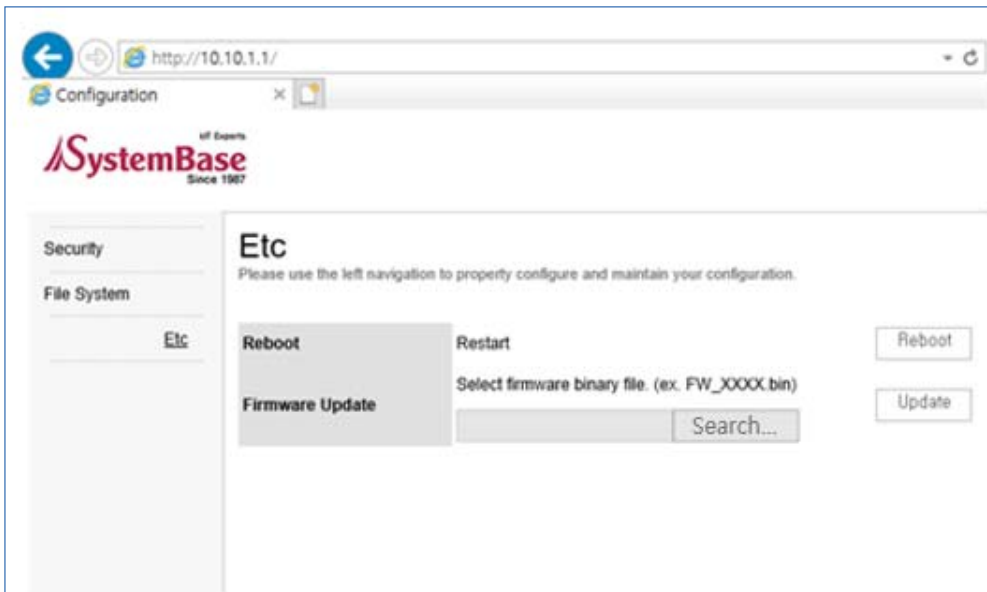 http://10.10.1.1/
Configuration
IoT Experts
SystemBase
Since 1987
Security
File System
Etc
Etc
Please use the left navigation to property configure and maintain your configuration.
Reboot
Restart
Reboot
Firmware Update
Select firmware binary file. (ex. FW_XXXX.bin)
Search...
Update